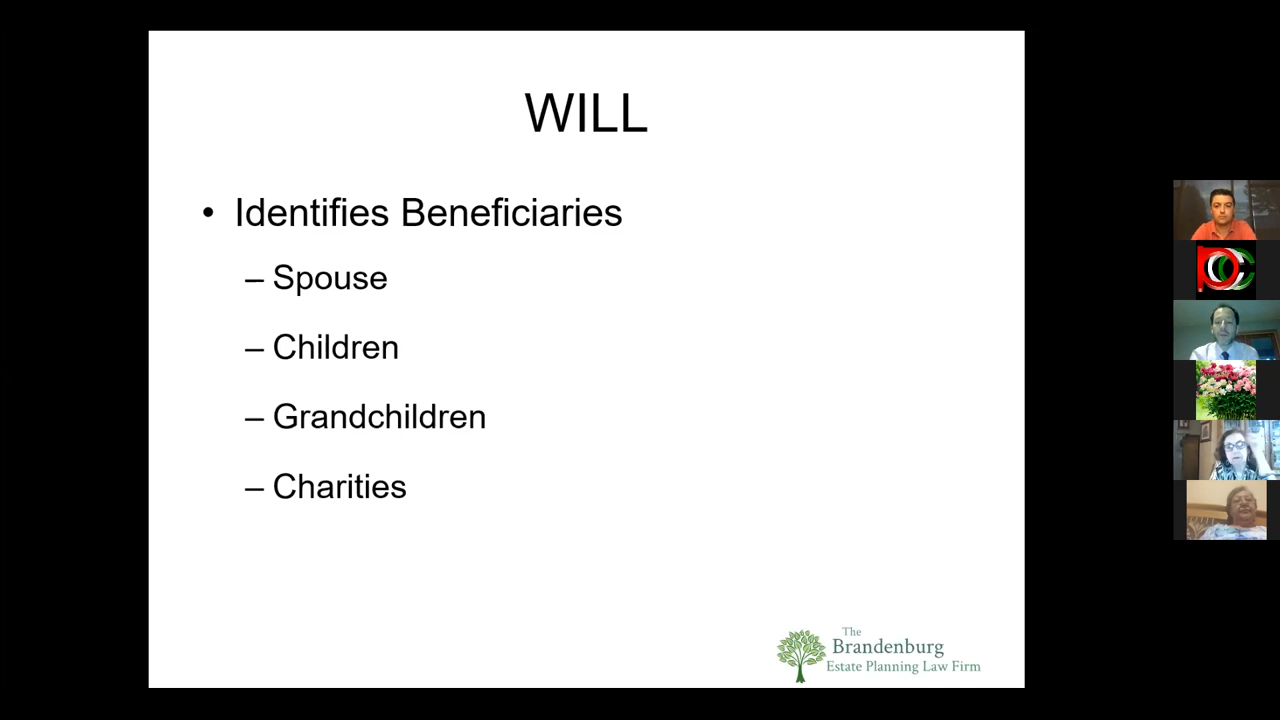 WILL
• Identifies Beneficiaries
– Spouse
– Children
– Grandchildren
– Charities
The
Brandenburg
Estate Planning Law Firm